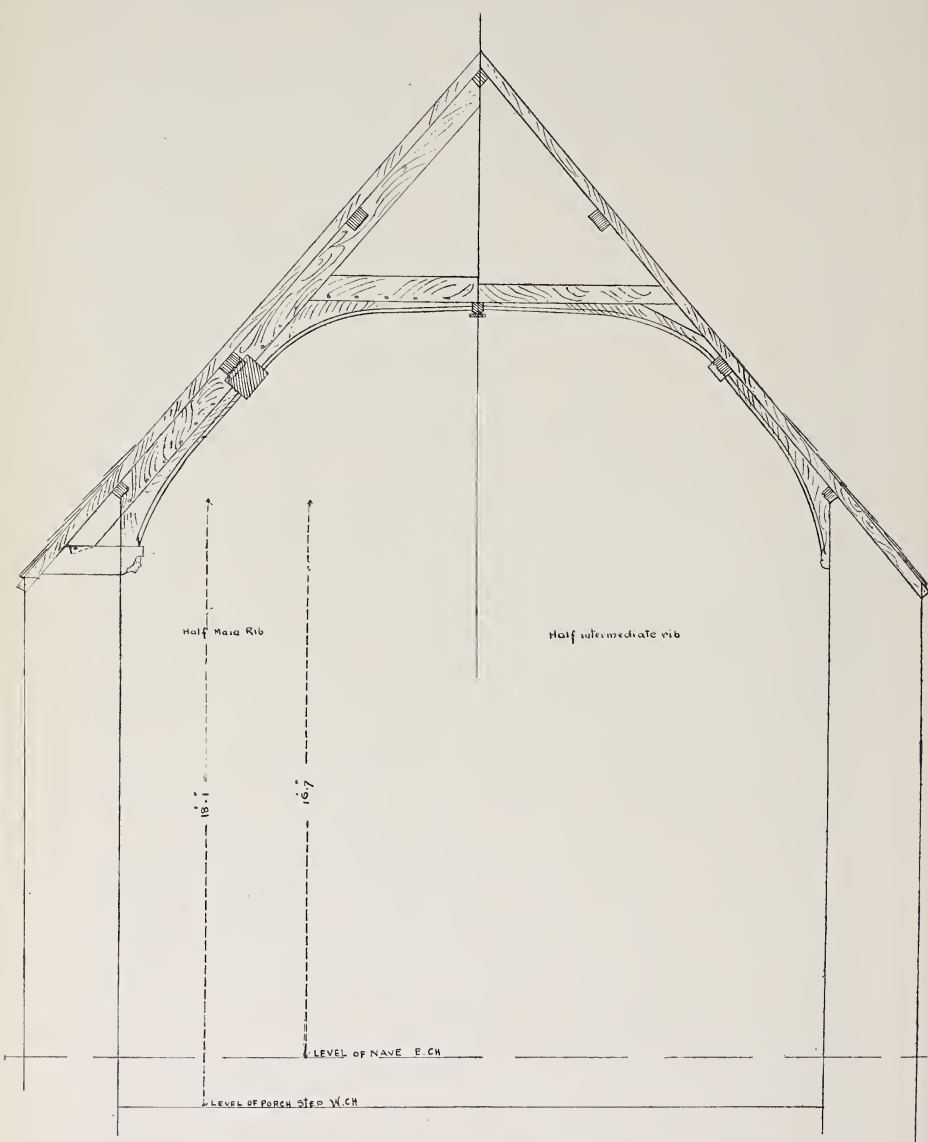 Half Main Rib
Half intermediate rib
18'.1"
16'.7"
LEVEL OF NAVE E.CH
LEVEL OF PORCH STEP W.CH